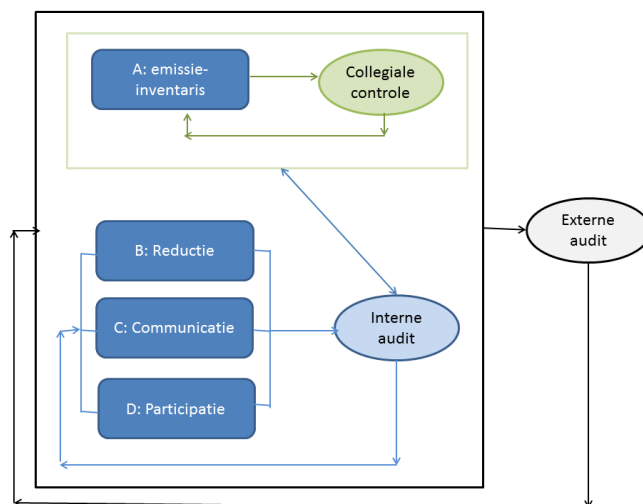 A: emissie-
inventaris
Collegiale
controle
B: Reductie
Externe
audit
C: Communicatie
Interne
audit
D: Participatie